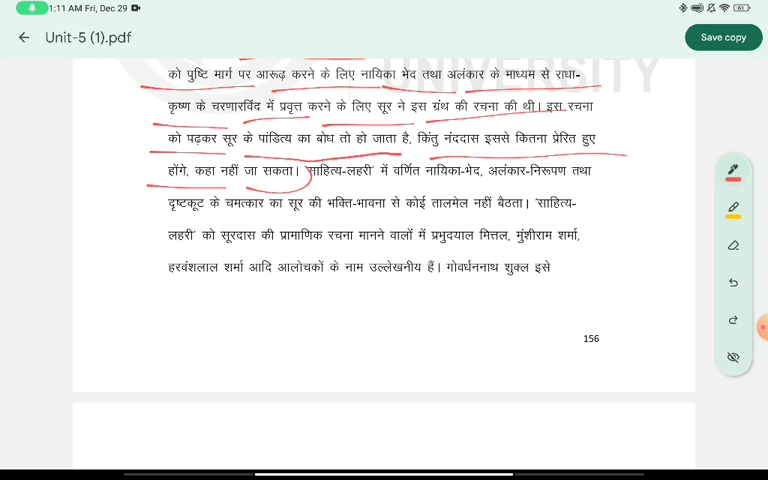 1:11 AM Fri, Dec 29
61
Unit-5 (1).pdf
Save copy
UNIVERSITY
को पुष्टि मार्ग पर आरूढ़ करने के लिए नायिका भेद तथा अलंकार के माध्यम से राधा-
कृष्ण के चरणारविंद में प्रवृत्त करने के लिए सूर ने इस ग्रंथ की रचना की थी। इस रचना
को पढ़कर सूर के पांडित्य का बोध तो हो जाता है, किंतु नंददास इससे कितना प्रेरित हुए
होंगे, कहा नहीं जा सकता। 'साहित्य-लहरी' में वर्णित नायिका-भेद, अलंकार-निरूपण तथा
दृष्टकूट के चमत्कार का सूर की भक्ति-भावना से कोई तालमेल नहीं बैठता। 'साहित्य-
लहरी' को सूरदास की प्रामाणिक रचना मानने वालों में प्रभुदयाल मित्तल, मुंशीराम शर्मा,
हरवंशलाल शर्मा आदि आलोचकों के नाम उल्लेखनीय हैं। गोवर्धननाथ शुक्ल इसे
156